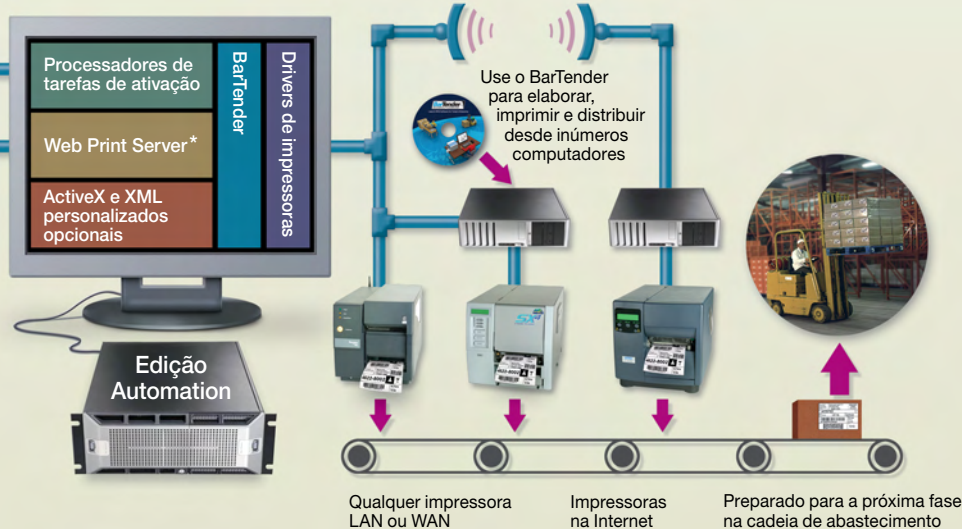 Processadores de
tarefas de ativação
Web Print Server*
ActiveX e XML
personalizados
opcionais
BarTender
Drivers de impressoras
Edição
Automation
Use o BarTender
para elaborar,
imprimir e distribuir
desde inúmeros
computadores
BarTender
Qualquer impressora
LAN ou WAN
Impressoras
na Internet
Preparado para a próxima fase
na cadeia de abastecimento